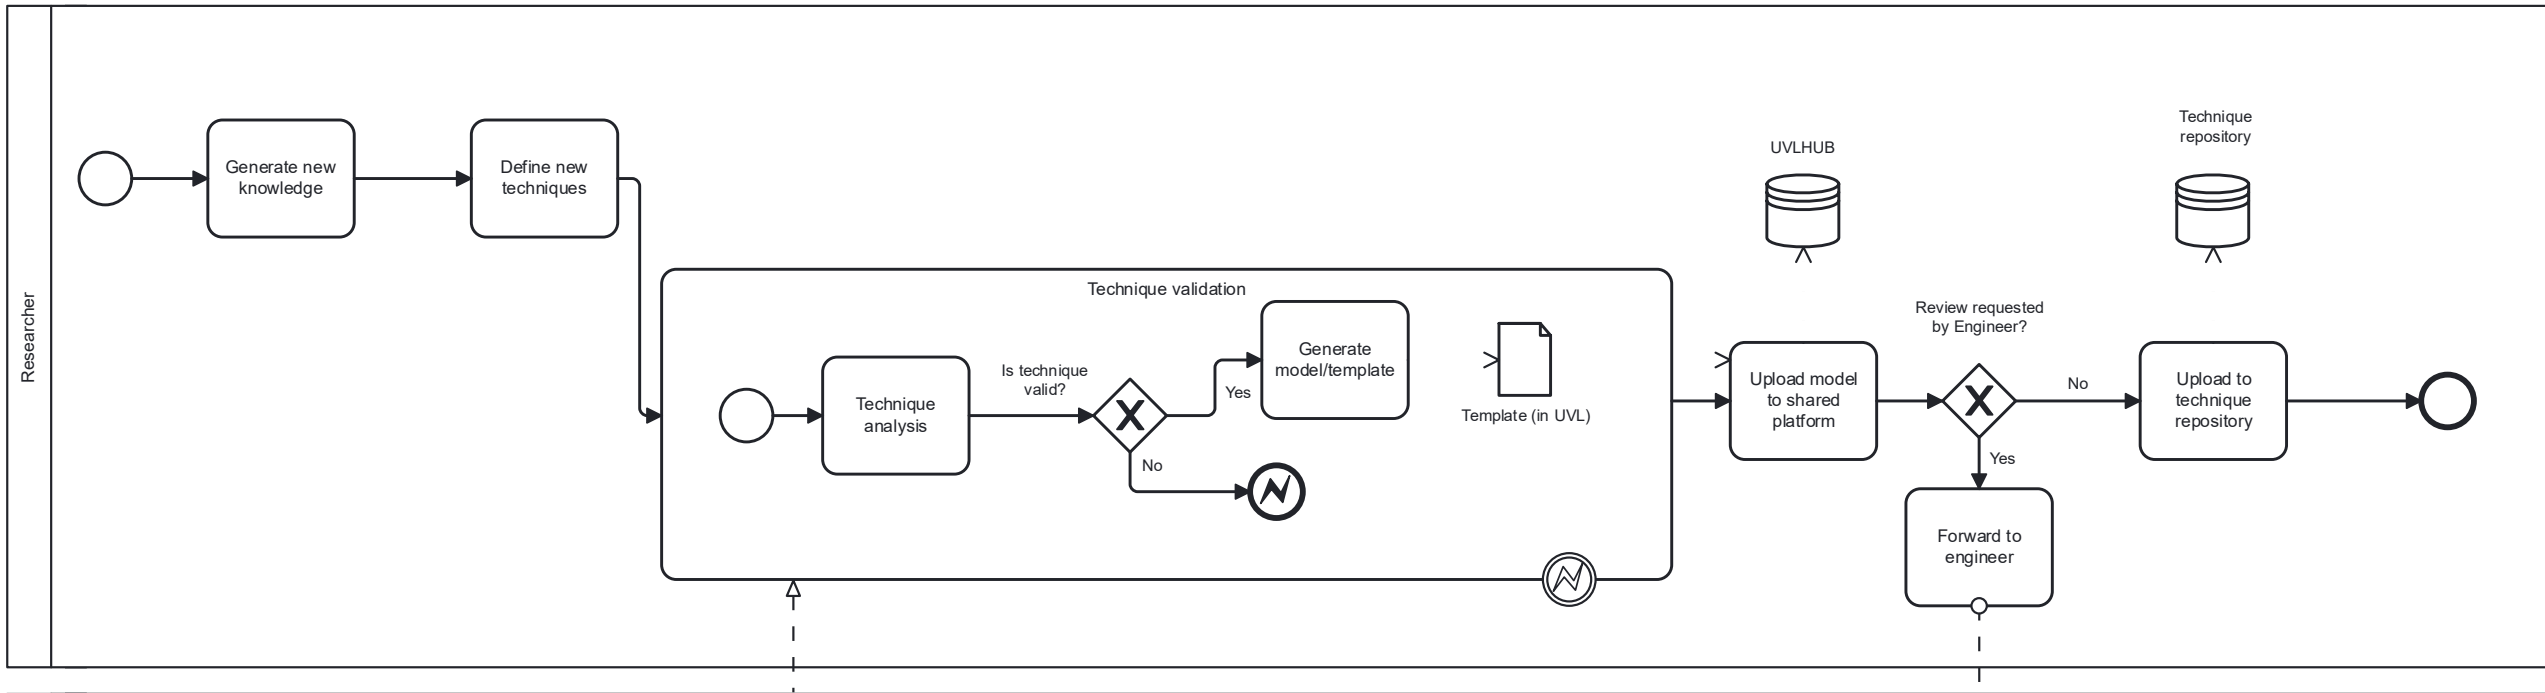 Researcher
Generate new
knowledge
Define new
techniques
Technique validation
Technique
analysis
Is technique
valid?
Yes
No
Generate
model/template
Template (in UVL)
UVLHUB
Upload model
to shared
platform
Review requested
by Engineer?
No
Yes
Forward to
engineer
Technique
repository
Upload to
technique
repository